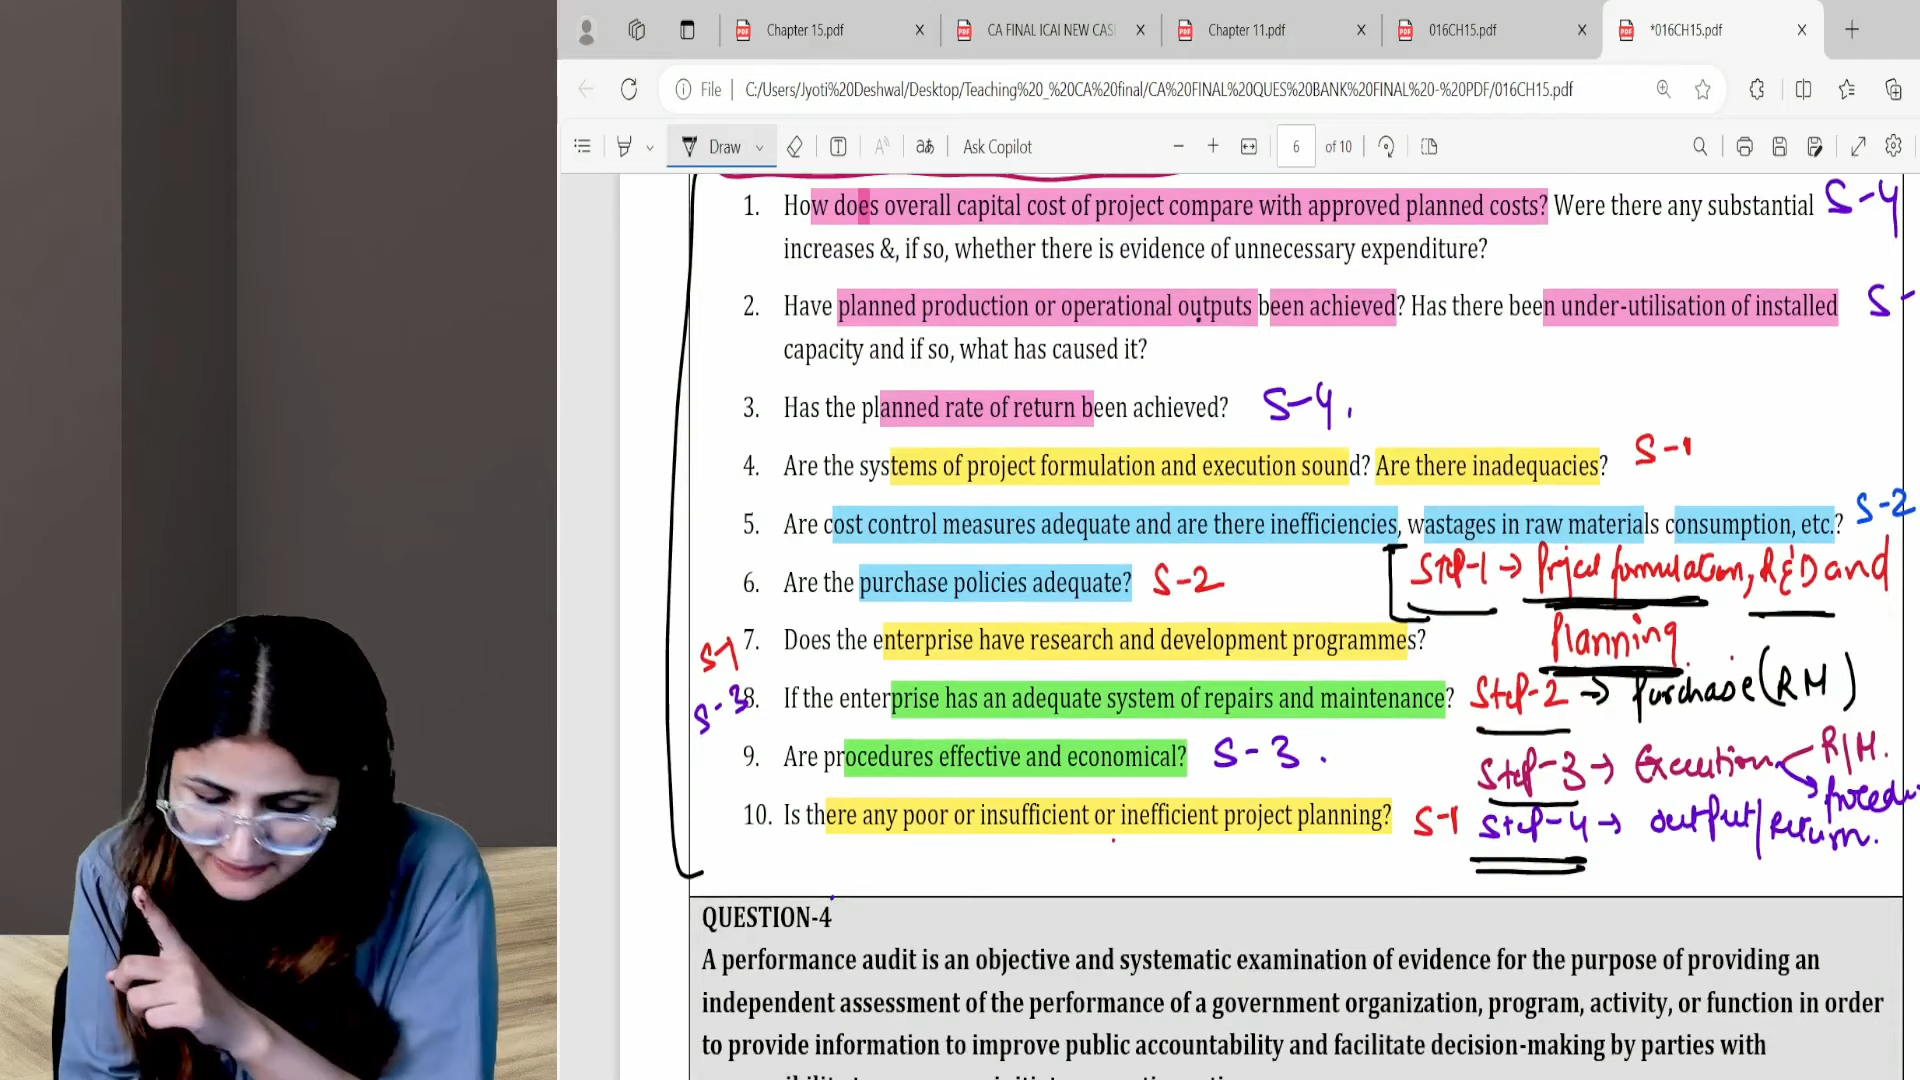 Chapter 15.pdf
CA FINAL ICAI NEW CAS
Chapter 11.pdf
016CH15.pdf
*016CH15.pdf
File C:/Users/Jyoti%20Deshwal/Desktop/Teaching%20_%20CA%20final/CA%20FINAL%20QUES%20BANK%20FINAL%20-%20PDF/016CH15.pdf
Draw Ask Copilot 6 of 10
1. How does overall capital cost of project compare with approved planned costs? Were there any substantial S-4
increases &, if so, whether there is evidence of unnecessary expenditure?
2. Have planned production or operational outputs been achieved? Has there been under-utilisation of installed S-
capacity and if so, what has caused it?
3. Has the planned rate of return been achieved? S-4.
4. Are the systems of project formulation and execution sound? Are there inadequacies? S-1
5. Are cost control measures adequate and are there inefficiencies, wastages in raw materials consumption, etc.? S-2
6. Are the purchase policies adequate? S-2
Step-1 → Project formulation, R&D and
Planning
S-1 7. Does the enterprise have research and development programmes?
S-3 8. If the enterprise has an adequate system of repairs and maintenance? Step-2 → Purchase (RM)
9. Are procedures effective and economical? S-3.
Step-3 → Execution R/M.
10. Is there any poor or insufficient or inefficient project planning? S-1
Step-4 → output/Return.
QUESTION-4
A performance audit is an objective and systematic examination of evidence for the purpose of providing an
independent assessment of the performance of a government organization, program, activity, or function in order
to provide information to improve public accountability and facilitate decision-making by parties with